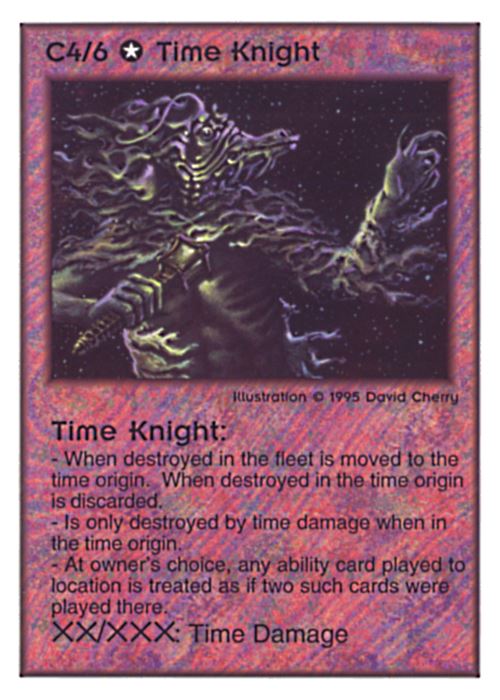 C4/6 ✪ Time Knight
Illustration © 1995 David Cherry
Time Knight:
- When destroyed in the fleet is moved to the
time origin.  When destroyed in the time origin
is discarded.
- Is only destroyed by time damage when in
the time origin.
- At owner's choice, any ability card played to
location is treated as if two such cards were
played there.
XX/XXX: Time Damage